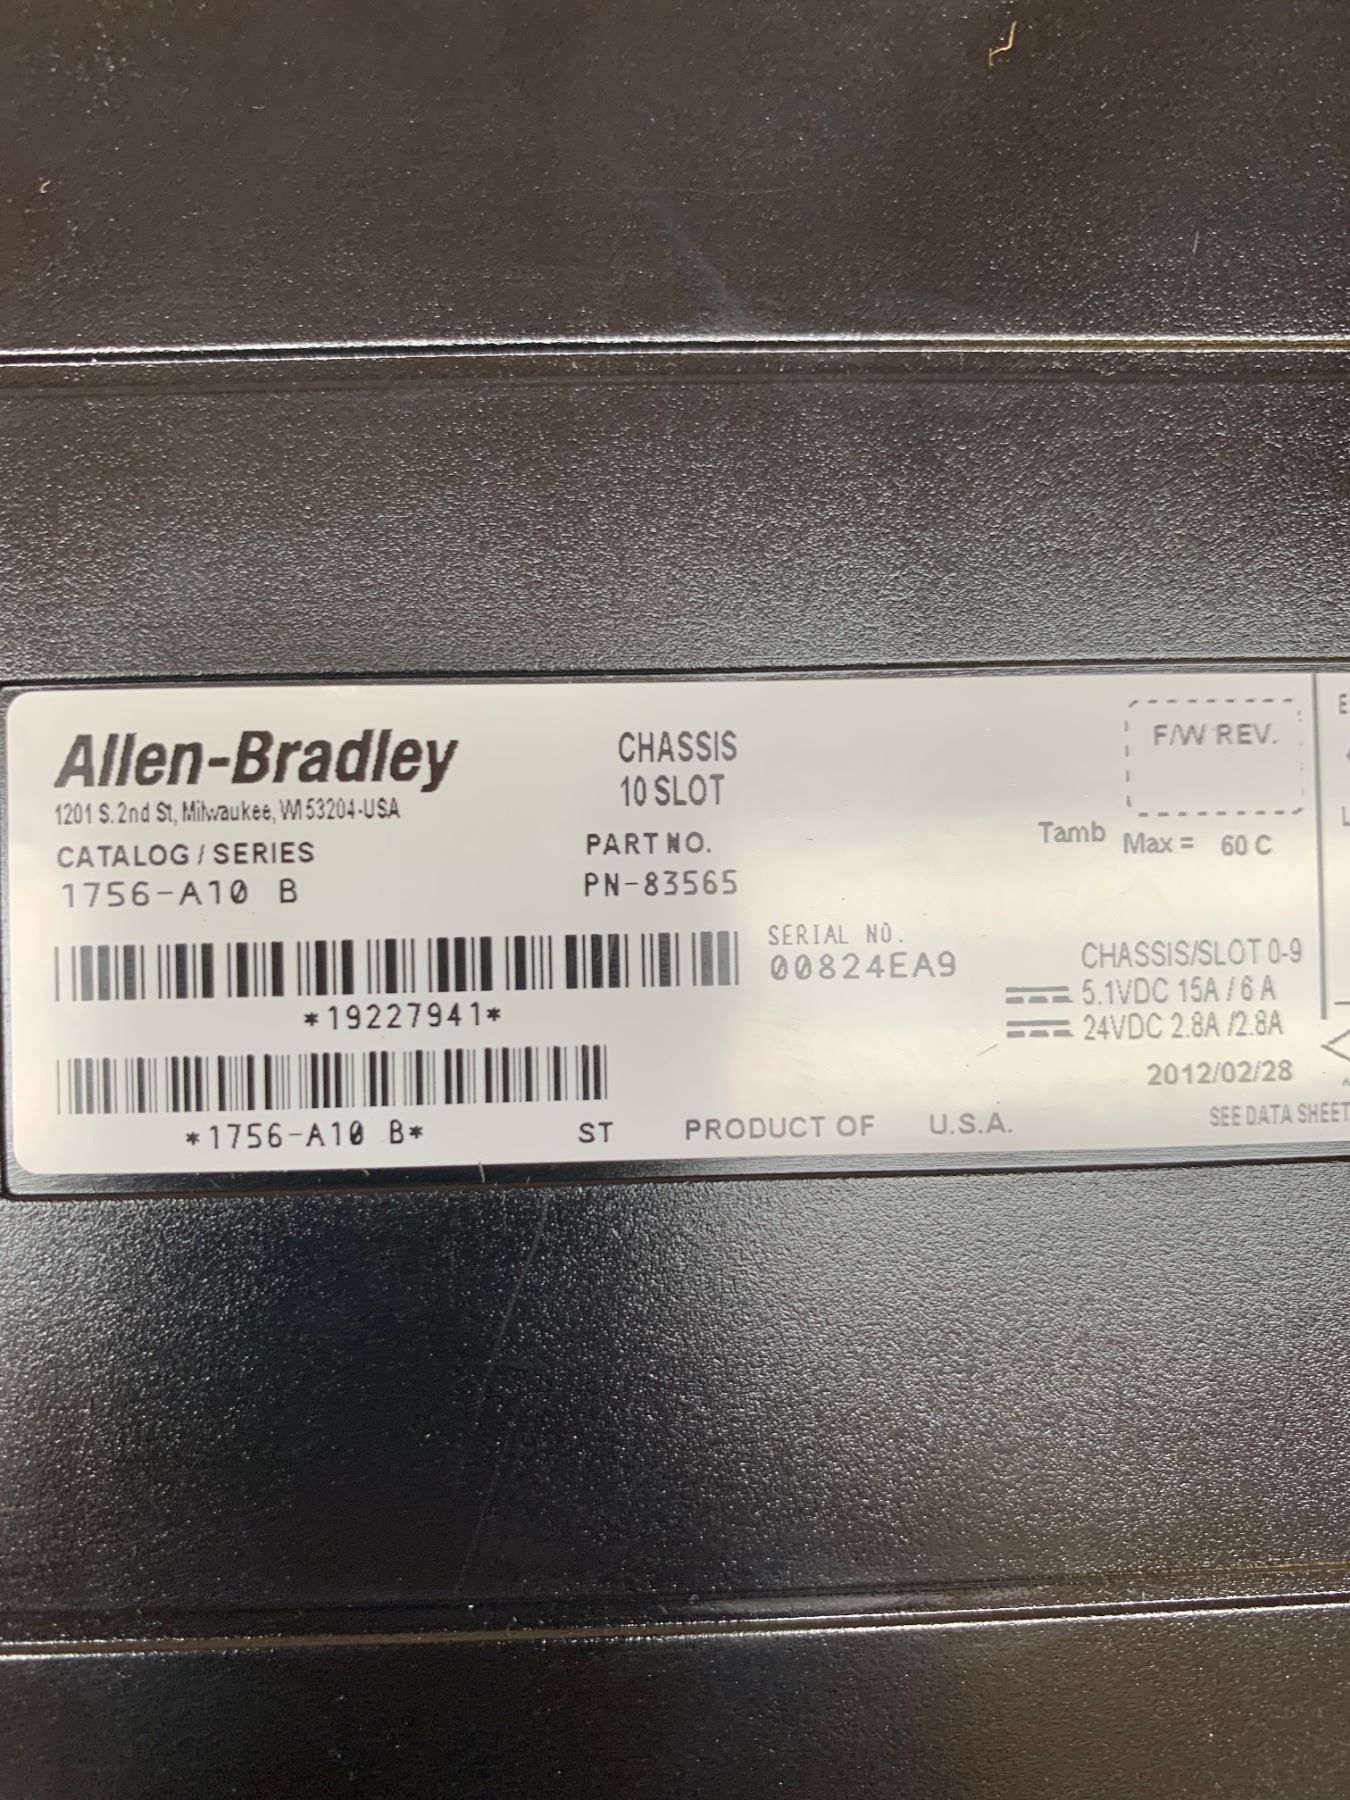 Allen-Bradley
1201 S. 2nd St, Milwaukee, WI 53204-USA
CATALOG / SERIES
1756-A10 B
CHASSIS
10 SLOT
PART NO.
PN-83565
*19227941*
*1756-A10 B*
ST
SERIAL NO.
00824EA9
PRODUCT OF U.S.A.
F/W REV.
Tamb Max = 60 C
CHASSIS/SLOT 0-9
5.1VDC 15A / 6 A
24VDC 2.8A /2.8A
2012/02/28
SEE DATA SHEET